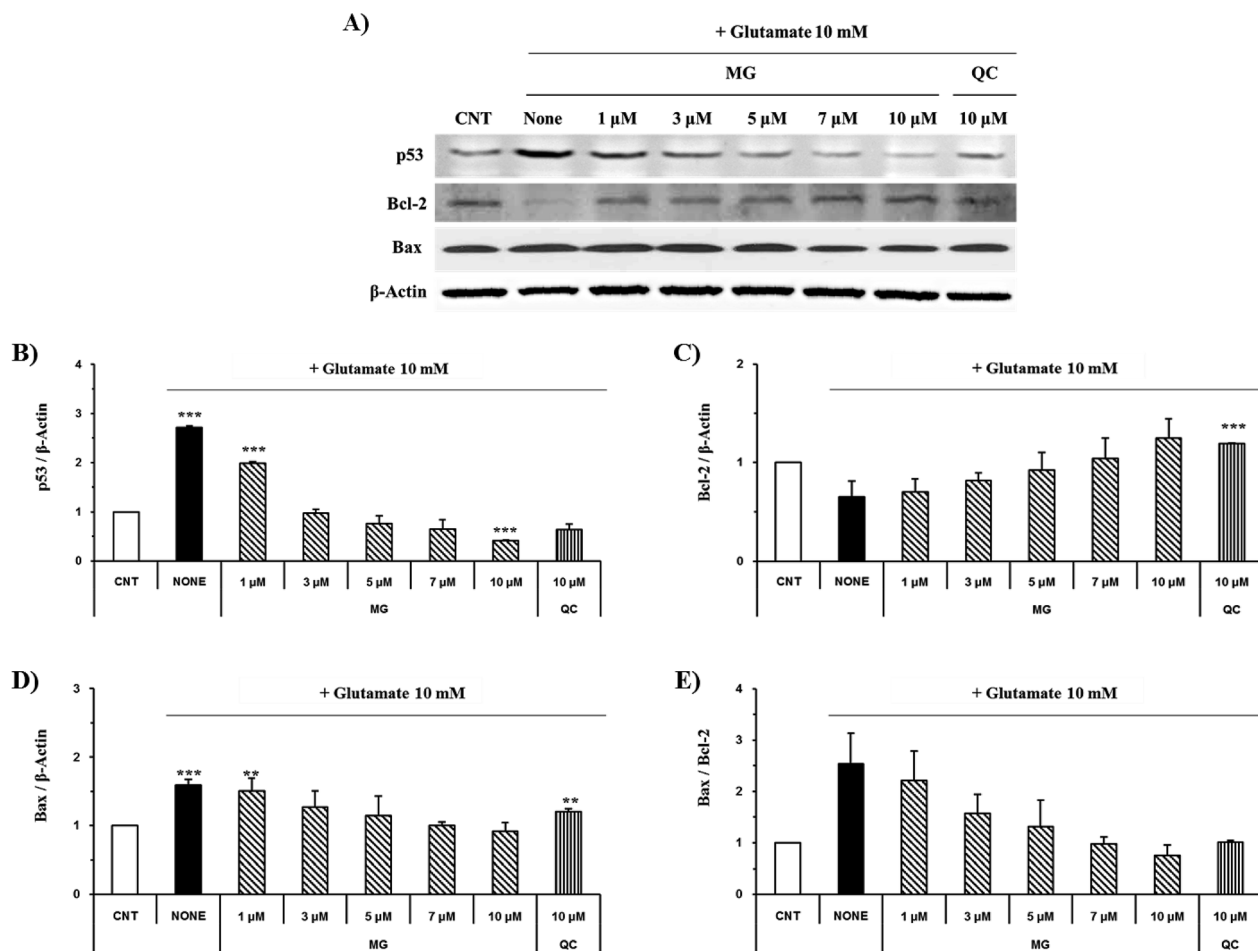 A)
+ Glutamate 10 mM
MG QC
CNT None 1 µM 3 µM 5 µM 7 µM 10 µM 10 µM
p53
Bcl-2
Bax
β-Actin
B)
+ Glutamate 10 mM
p53 / β-Actin
4
3
2
1
0
***
***
***
CNT NONE 1 µM 3 µM 5 µM 7 µM 10 µM 10 µM
MG QC
C)
+ Glutamate 10 mM
Bcl-2 / β-Actin
2
1
0
***
CNT NONE 1 µM 3 µM 5 µM 7 µM 10 µM 10 µM
MG QC
D)
+ Glutamate 10 mM
Bax / β-Actin
3
2
1
0
***
**
**
CNT NONE 1 µM 3 µM 5 µM 7 µM 10 µM 10 µM
MG QC
E)
+ Glutamate 10 mM
Bax / Bcl-2
4
3
2
1
0
CNT NONE 1 µM 3 µM 5 µM 7 µM 10 µM 10 µM
MG QC